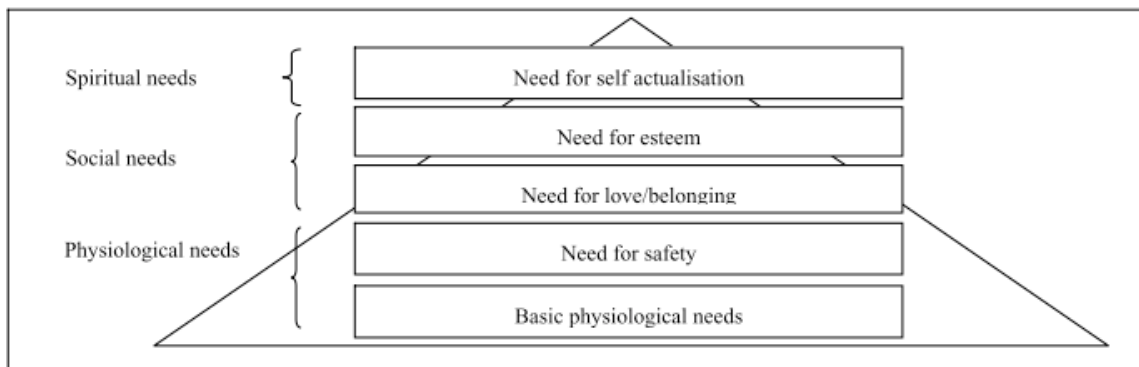 Spiritual needs
Need for self actualisation
Need for esteem
Social needs
Need for love/belonging
Physiological needs
Need for safety
Basic physiological needs